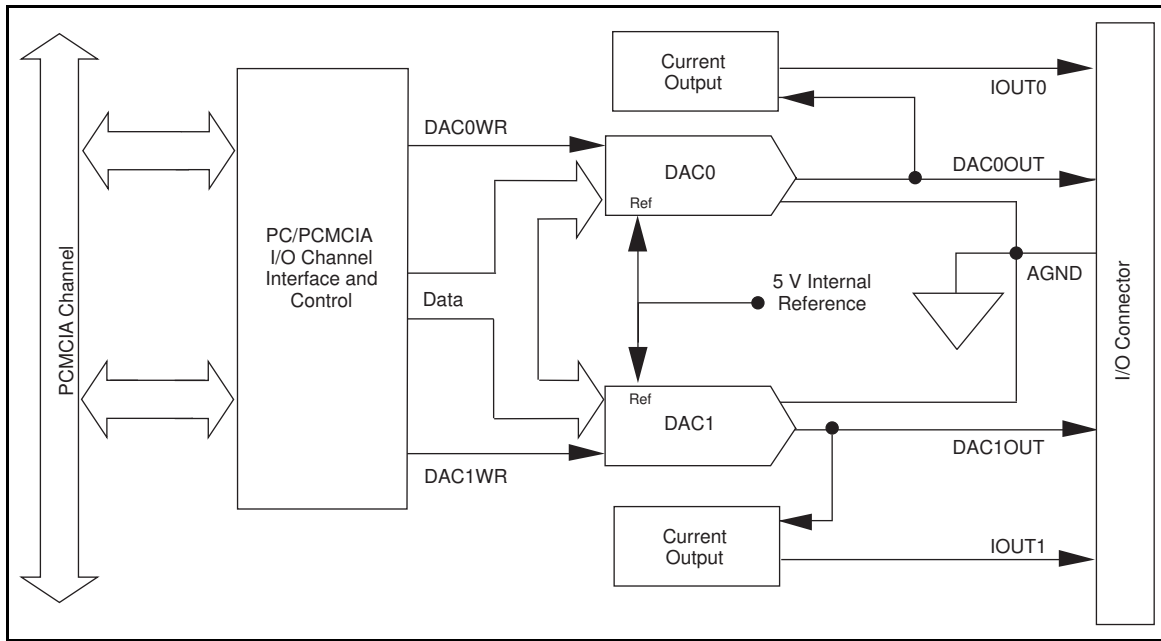 PCMCIA Channel
PC/PCMCIA
I/O Channel
Interface and
Control
DAC0WR
Data
DAC1WR
Current
Output
DAC0
Ref
5 V Internal
Reference
Ref
DAC1
Current
Output
IOUT0
DAC0OUT
AGND
DAC1OUT
IOUT1
I/O Connector